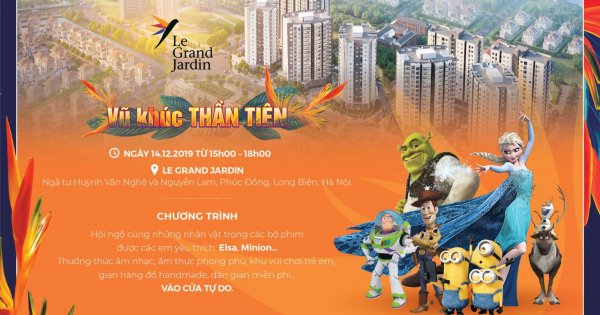 Le
Grand
Jardin
Vũ khúc THẦN TIÊN
NGÀY 14.12.2019 TỪ 15h00 - 18h00
LE GRAND JARDIN
Ngã tư Huỳnh Văn Nghệ và Nguyễn Lam, Phúc Đồng, Long Biên, Hà Nội.
CHƯƠNG TRÌNH
Hội ngộ cùng những nhân vật trong các bộ phim
được các em yêu thích: Elsa, Minion...
Thưởng thức âm nhạc, ẩm thực phong phú, khu vui chơi trẻ em,
gian hàng đồ handmade, dân gian miễn phí...
VÀO CỬA TỰ DO.